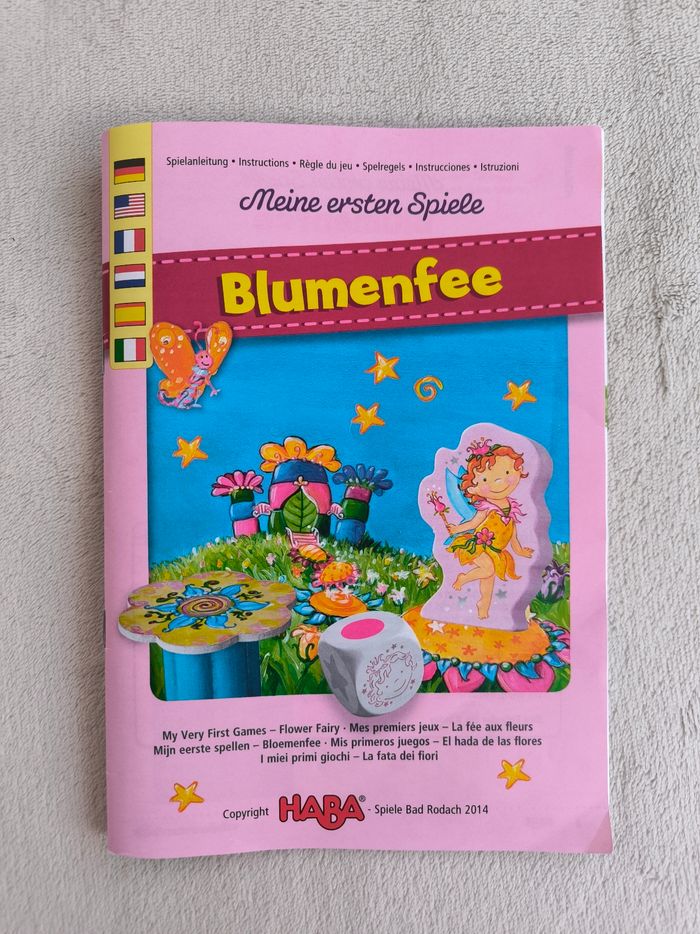 Spielanleitung • Instructions • Règle du jeu • Spelregels • Instrucciones • Istruzioni
Meine ersten Spiele
Blumenfee
My Very First Games – Flower Fairy · Mes premiers jeux – La fée aux fleurs
Mijn eerste spellen – Bloemenfee · Mis primeros juegos – El hada de las flores
I miei primi giochi – La fata dei fiori
Copyright HABA® - Spiele Bad Rodach 2014